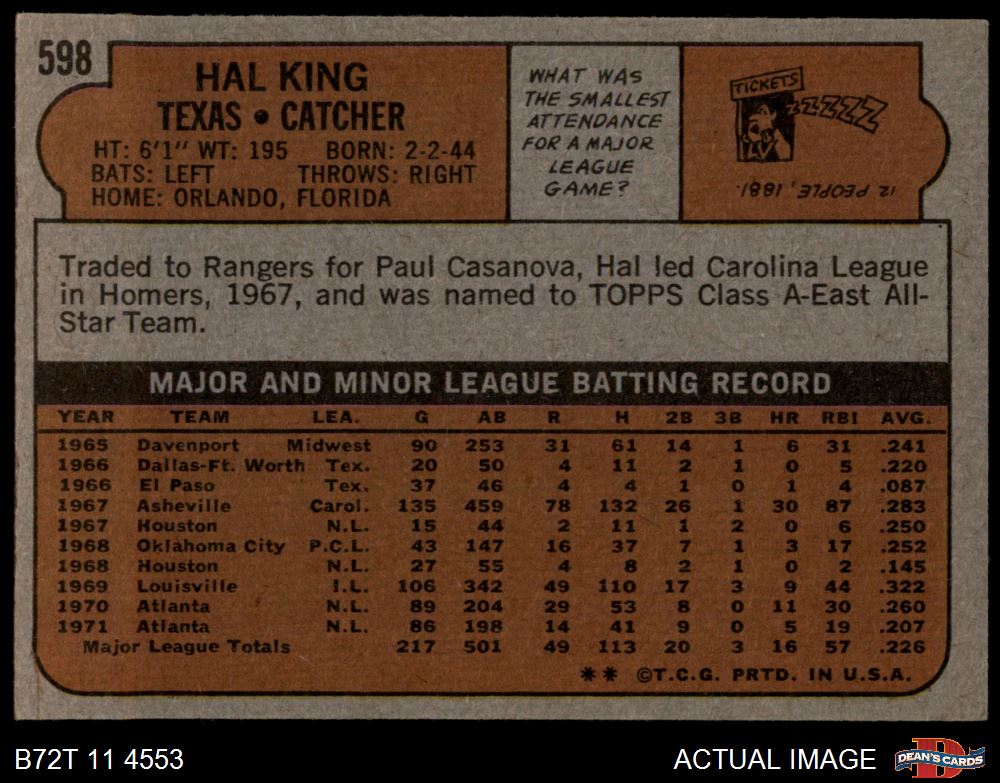 598
HAL KING
TEXAS • CATCHER
HT: 6'1" WT: 195 BORN: 2-2-44
BATS: LEFT THROWS: RIGHT
HOME: ORLANDO, FLORIDA
WHAT WAS
THE SMALLEST
ATTENDANCE
FOR A MAJOR
LEAGUE
GAME?
TICKETS
ZZZZZZ
12 PEOPLE, 1881.
Traded to Rangers for Paul Casanova, Hal led Carolina League
in Homers, 1967, and was named to TOPPS Class A-East All-
Star Team.
MAJOR AND MINOR LEAGUE BATTING RECORD
YEAR TEAM LEA. G AB R H 2B 3B HR RBI AVG.
1965 Davenport Midwest 90 253 31 61 14 1 6 31 .241
1966 Dallas-Ft. Worth Tex. 20 50 4 11 2 1 0 5 .220
1966 El Paso Tex. 37 46 4 4 1 0 1 4 .087
1967 Asheville Carol. 135 459 78 132 26 1 30 87 .283
1967 Houston N.L. 15 44 2 11 1 2 0 6 .250
1968 Oklahoma City P.C.L. 43 147 16 37 7 1 3 17 .252
1968 Houston N.L. 27 55 4 8 2 1 0 2 .145
1969 Louisville I.L. 106 342 49 110 17 3 9 44 .322
1970 Atlanta N.L. 89 204 29 53 8 0 11 30 .260
1971 Atlanta N.L. 86 198 14 41 9 0 5 19 .207
Major League Totals 217 501 49 113 20 3 16 57 .226
** ©T.C.G. PRTD. IN U.S.A.
B72T 11 4553
ACTUAL IMAGE
D
DEAN'S CARDS